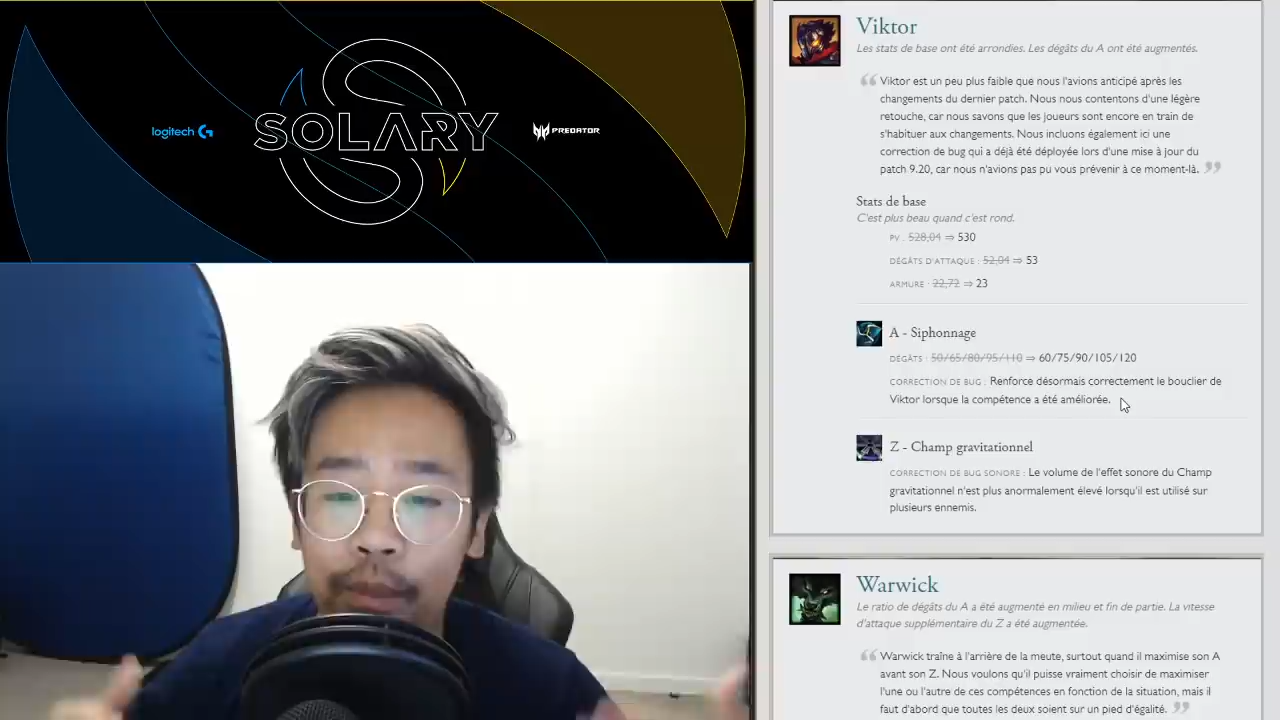 logitech G
SOLARY
PREDATOR
Viktor
Les stats de base ont été arrondies. Les dégâts du A ont été augmentés.
Viktor est un peu plus faible que nous l'avions anticipé après les
changements du dernier patch. Nous nous contentons d'une légère
retouche, car nous savons que les joueurs sont encore en train de
s'habituer aux changements. Nous incluons également ici une
correction de bug qui a déjà été déployée lors d'une mise à jour du
patch 9.20, car nous n'avions pas pu vous prévenir à ce moment-là.
Stats de base
C'est plus beau quand c'est rond.
PV : 528,04 ⇒ 530
DÉGÂTS D'ATTAQUE : 52,04 ⇒ 53
ARMURE : 22,72 ⇒ 23
A - Siphonnage
DÉGÂTS : 50/65/80/95/110 ⇒ 60/75/90/105/120
CORRECTION DE BUG : Renforce désormais correctement le bouclier de
Viktor lorsque la compétence a été améliorée.
Z - Champ gravitationnel
CORRECTION DE BUG SONORE : Le volume de l'effet sonore du Champ
gravitationnel n'est plus anormalement élevé lorsqu'il est utilisé sur
plusieurs ennemis.
Warwick
Le ratio de dégâts du A a été augmenté en milieu et fin de partie. La vitesse
d'attaque supplémentaire du Z a été augmentée.
Warwick traîne à l'arrière de la meute, surtout quand il maximise son A
avant son Z. Nous voulons qu'il puisse vraiment choisir de maximiser
l'une ou l'autre de ces compétences en fonction de la situation, mais il
faut d'abord que toutes les deux soient sur un pied d'égalité.